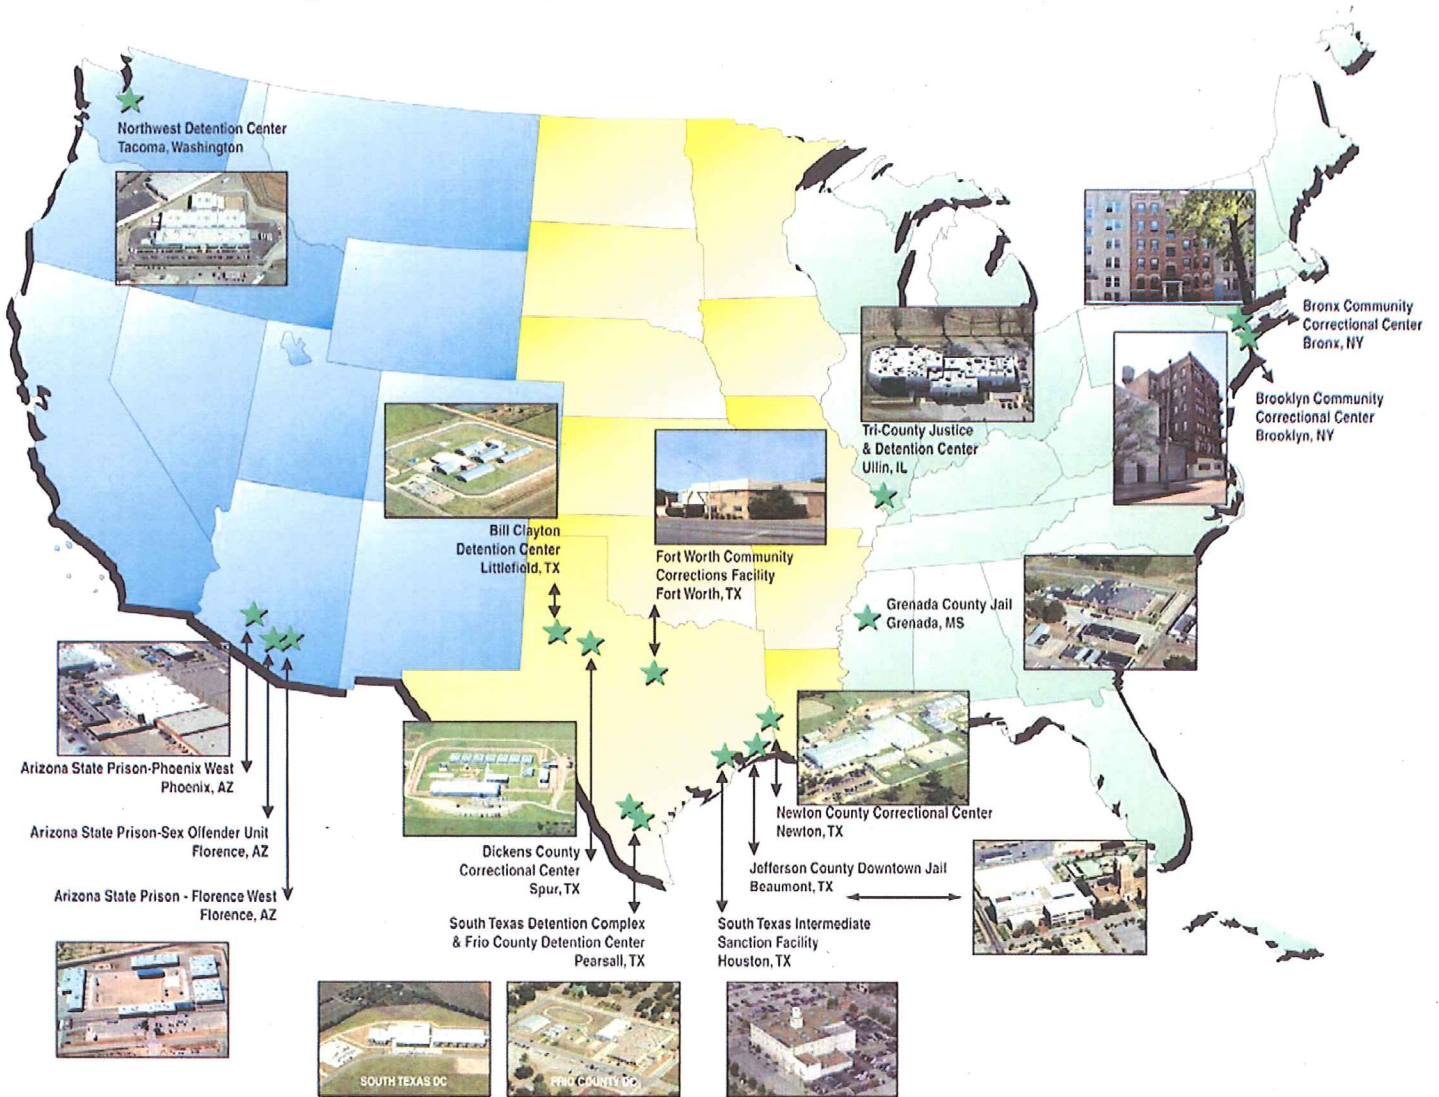 Northwest Detention Center
Tacoma, Washington
Bronx Community
Correctional Center
Bronx, NY
Brooklyn Community
Correctional Center
Brooklyn, NY
Tri-County Justice
& Detention Center
Ullin, IL
Bill Clayton
Detention Center
Littlefield, TX
Fort Worth Community
Corrections Facility
Fort Worth, TX
Grenada County Jail
Grenada, MS
Arizona State Prison-Phoenix West
Phoenix, AZ
Arizona State Prison-Sex Offender Unit
Florence, AZ
Arizona State Prison - Florence West
Florence, AZ
Dickens County
Correctional Center
Spur, TX
South Texas Detention Complex
& Frio County Detention Center
Pearsall, TX
Newton County Correctional Center
Newton, TX
Jefferson County Downtown Jail
Beaumont, TX
South Texas Intermediate
Sanction Facility
Houston, TX
SOUTH TEXAS DC
FRIO COUNTY DC